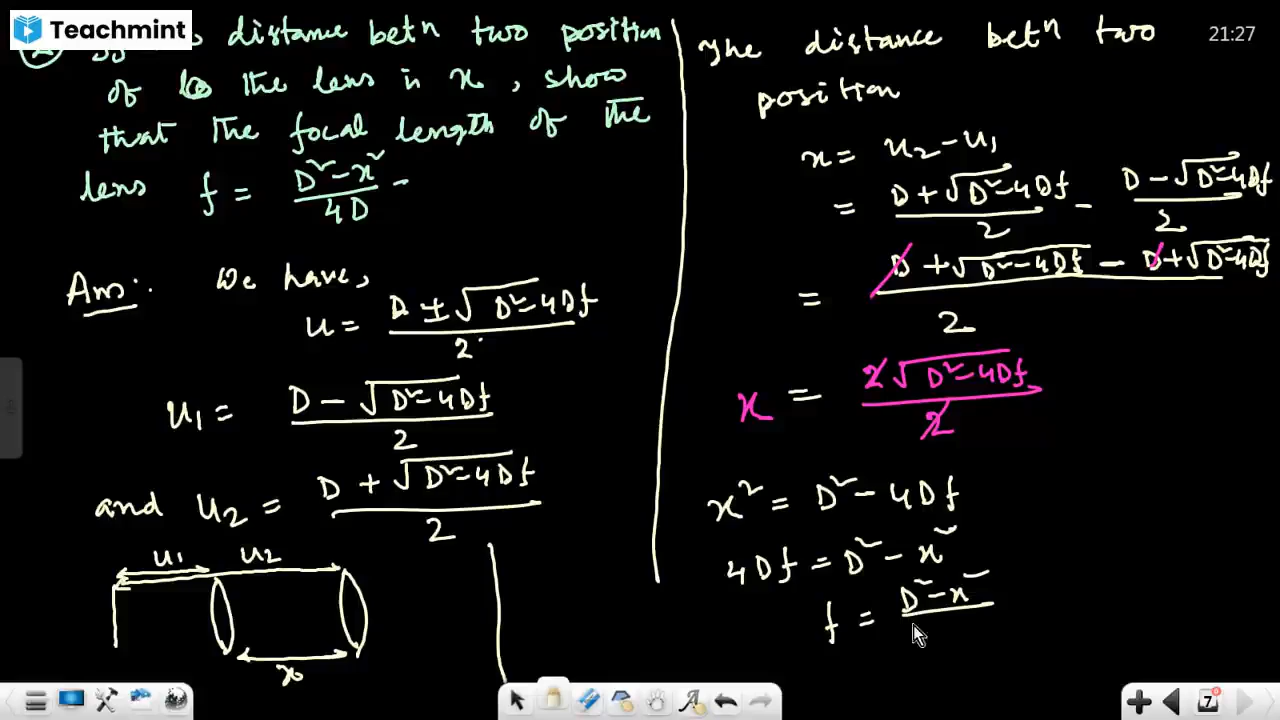 Teachmint
distance betn two position
of the lens is x, show
that the focal length of the
lens f = D²-x² / 4D
Ans: We have,
u = D ± √D²-4Df / 2
u₁ = D - √D²-4Df / 2
and u₂ = D + √D²-4Df / 2
u₁ u₂
x
The distance betn two
position
x = u₂ - u₁
= D + √D²-4Df / 2 - D - √D²-4Df / 2
= D + √D²-4Df - D + √D²-4Df / 2
x = 2√D²-4Df / 2
x² = D² - 4Df
4Df = D² - x²
f = D²-x²
21:27
7